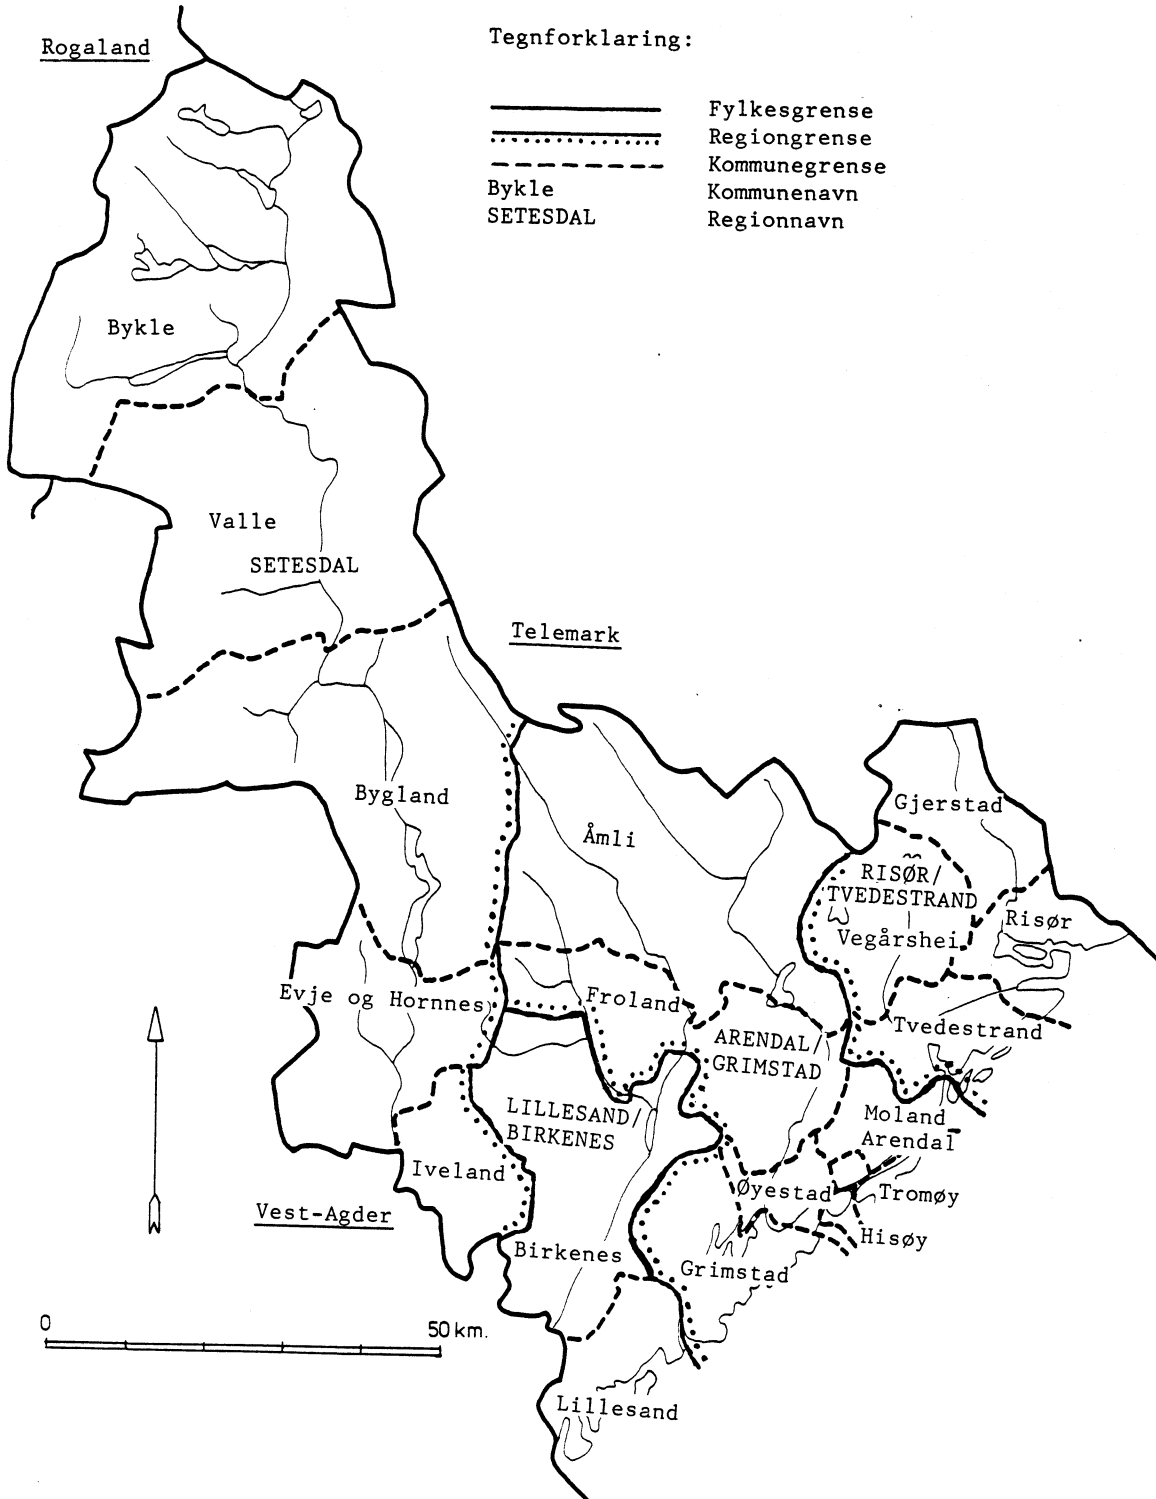 Rogaland
Tegnforklaring:
Fylkesgrense
Regiongrense
Kommunegrense
Bykle Kommunenavn
SETESDAL Regionnavn
Bykle
Valle
SETESDAL
Telemark
Bygland
Gjerstad
Åmli
RISØR/
TVEDESTRAND
Risør
Vegårshei
Evje og Hornnes
Froland
Tvedestrand
ARENDAL/
GRIMSTAD
LILLESAND/
BIRKENES
Moland
Arendal
Iveland
Øyestad
Tromøy
Vest-Agder
Hisøy
Birkenes
Grimstad
0 50 km.
Lillesand